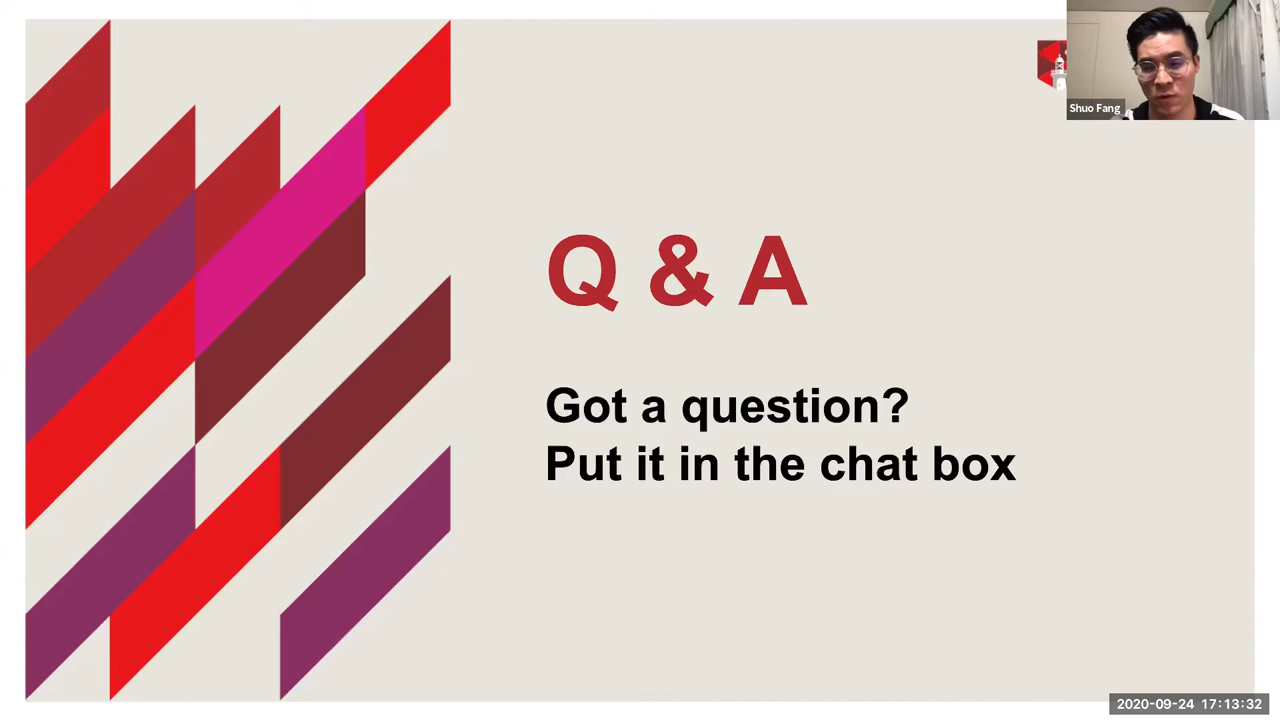 Shuo Fang
Q & A
Got a question?
Put it in the chat box
2020-09-24 17:13:32